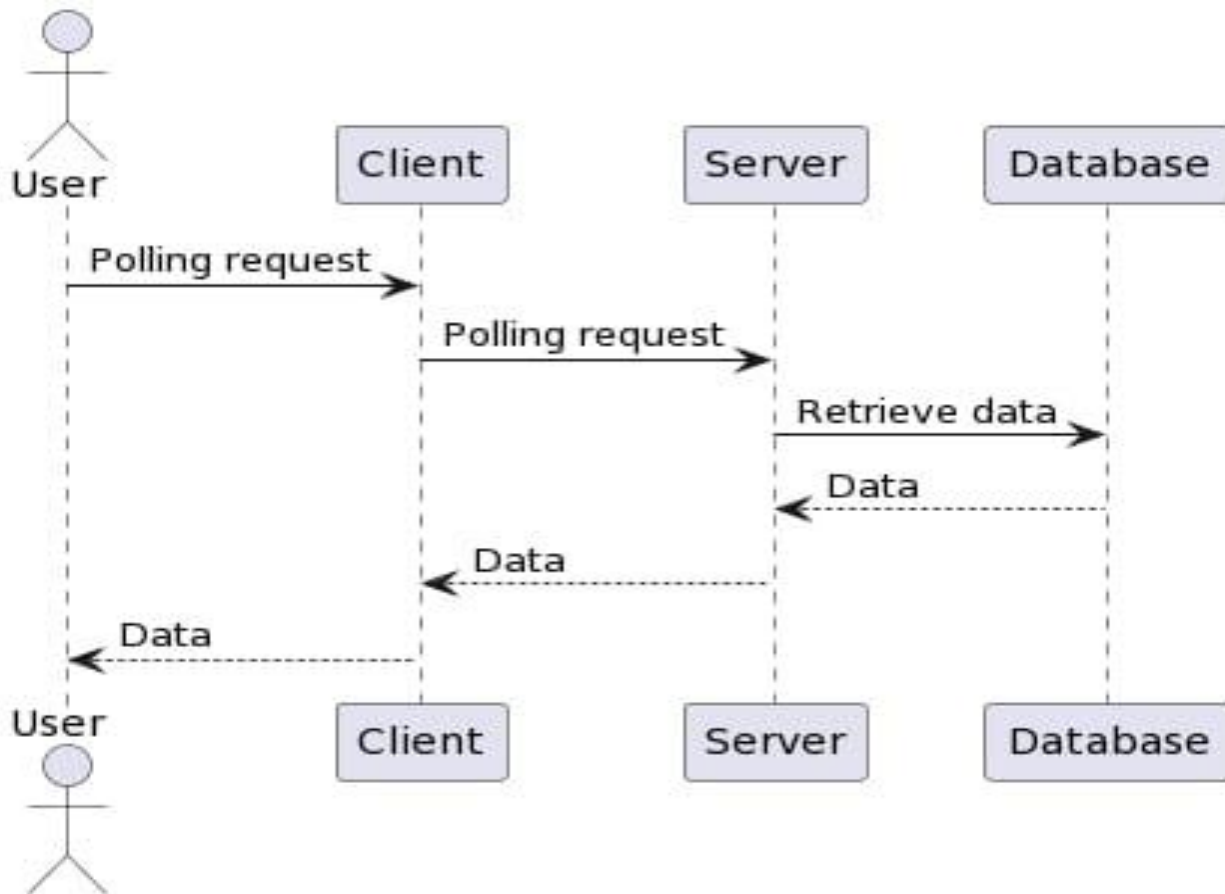 User
Client
Server
Database
Polling request
Polling request
Retrieve data
Data
Data
Data
User
Client
Server
Database